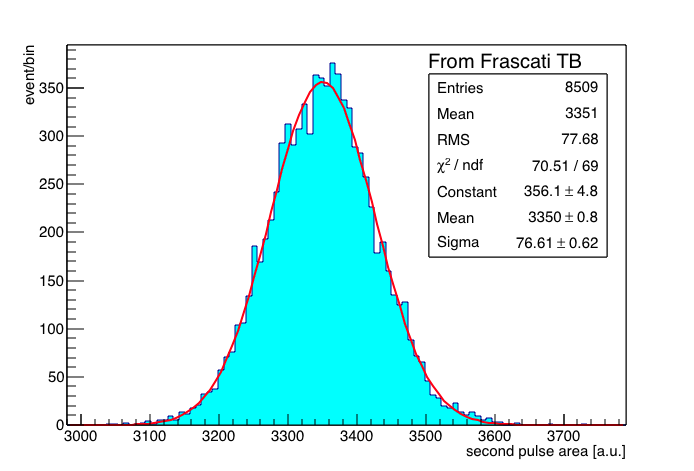 event/bin
From Frascati TB
Entries 8509
Mean 3351
RMS 77.68
χ² / ndf 70.51 / 69
Constant 356.1 ± 4.8
Mean 3350 ± 0.8
Sigma 76.61 ± 0.62
350
300
250
200
150
100
50
0
3000 3100 3200 3300 3400 3500 3600 3700
second pulse area [a.u.]